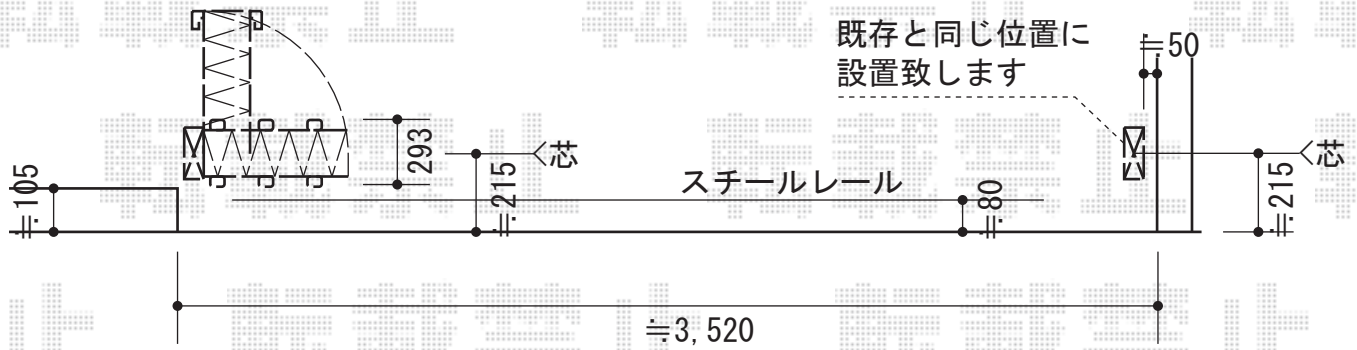 既存と同じ位置に
設置致します
≒50
293
芯
芯
≒105
≒215
スチールレール
≒80
≒215
≒3,520